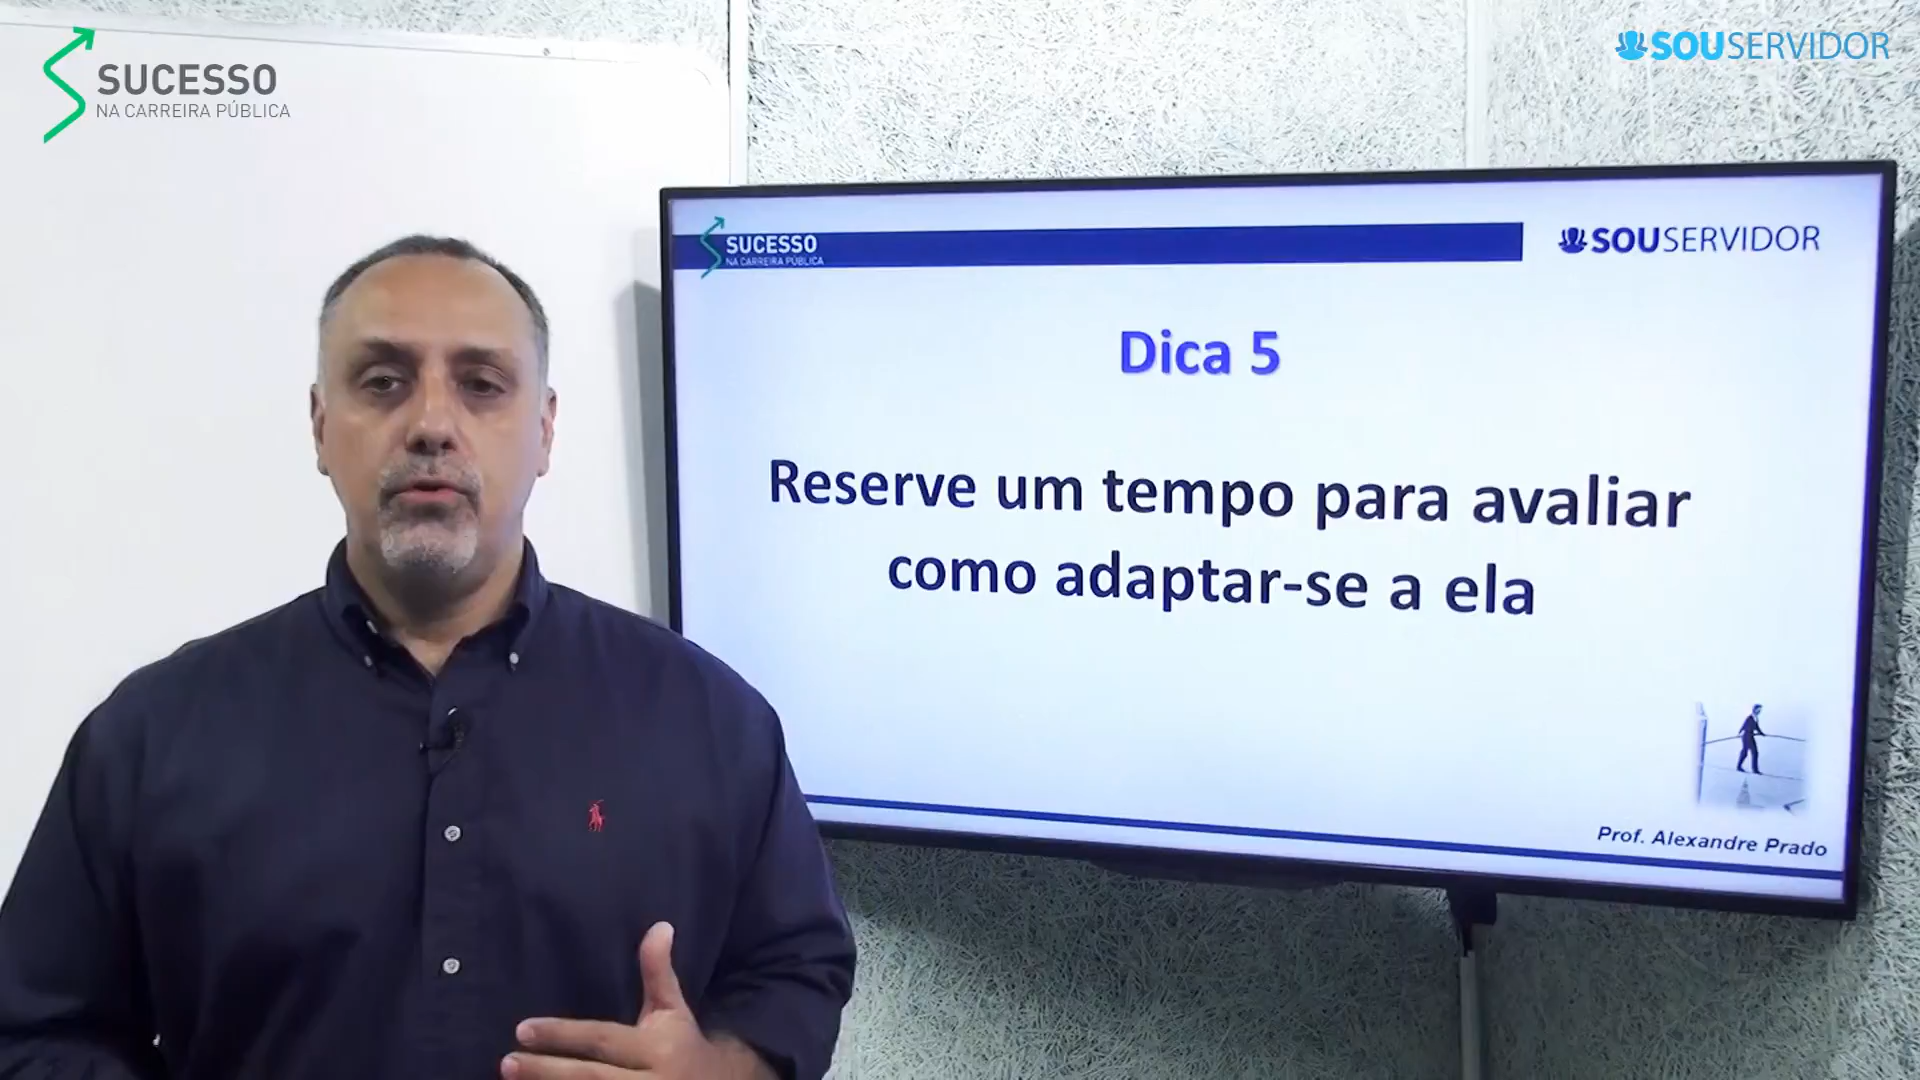 SUCESSO
NA CARREIRA PÚBLICA
SOUSERVIDOR
SUCESSO
NA CARREIRA PÚBLICA
SOUSERVIDOR
Dica 5
Reserve um tempo para avaliar
como adaptar-se a ela
Prof. Alexandre Prado